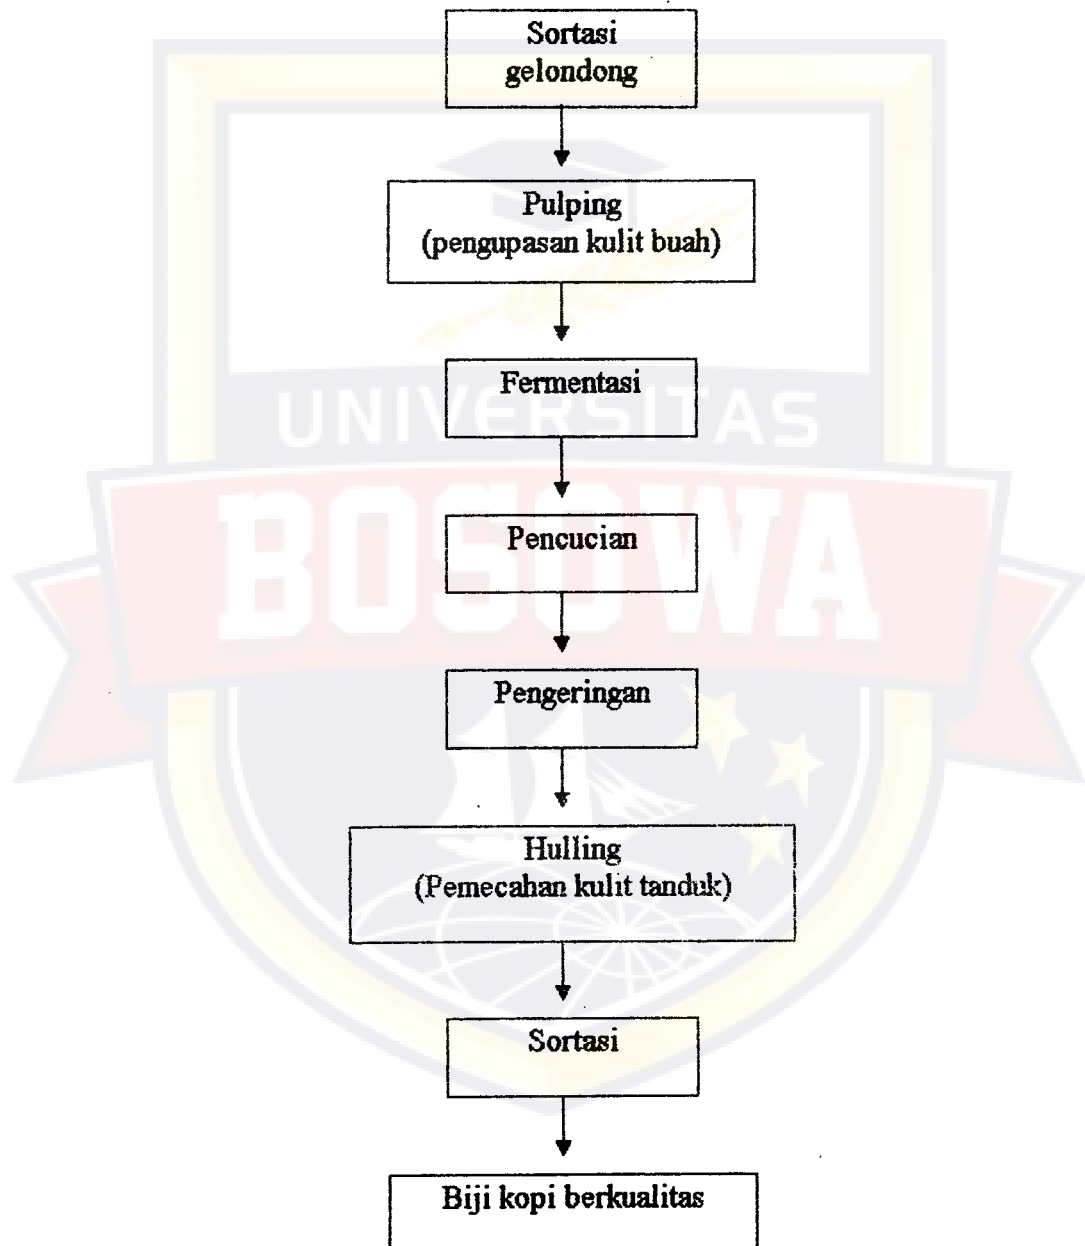 Sortasi
gelondong
Pulping
(pengupasan kulit buah)
Fermentasi
UNIVERSITAS
Pencucian
BOSOWA
Pengeringan
Hulling
(Pemecahan kulit tanduk)
Sortasi
Biji kopi berkualitas